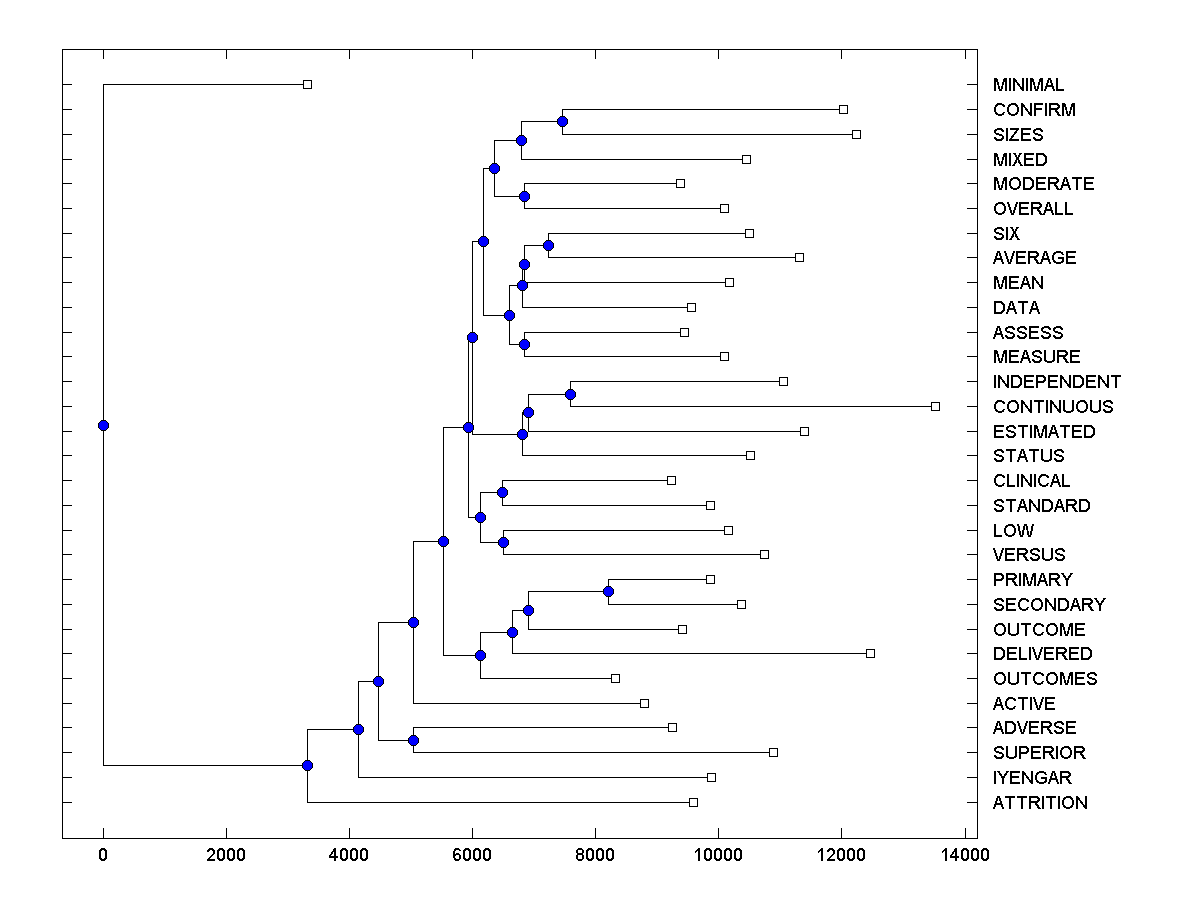 MINIMAL
CONFIRM
SIZES
MIXED
MODERATE
OVERALL
SIX
AVERAGE
MEAN
DATA
ASSESS
MEASURE
INDEPENDENT
CONTINUOUS
ESTIMATED
STATUS
CLINICAL
STANDARD
LOW
VERSUS
PRIMARY
SECONDARY
OUTCOME
DELIVERED
OUTCOMES
ACTIVE
ADVERSE
SUPERIOR
IYENGAR
ATTRITION
0 2000 4000 6000 8000 10000 12000 14000